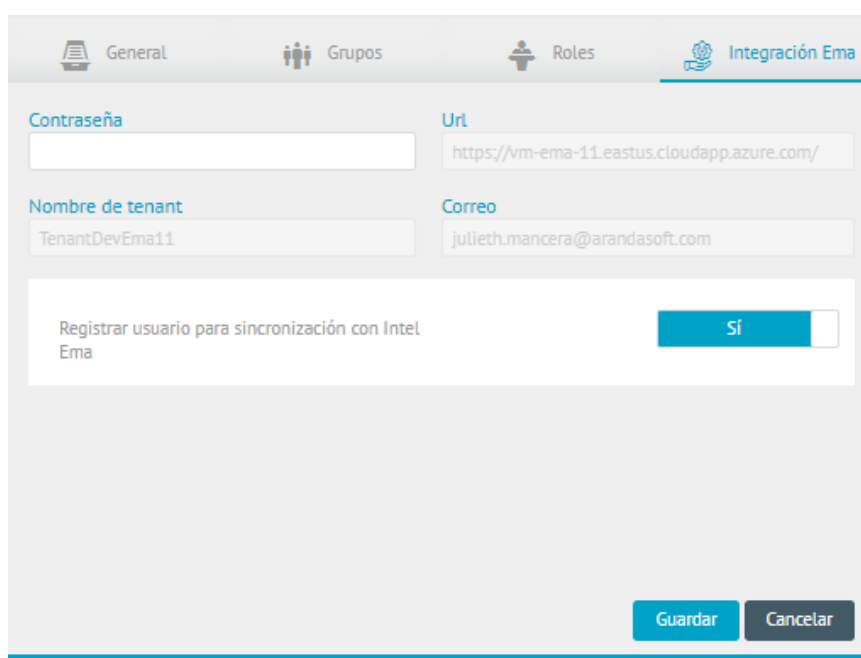 General
Grupos
Roles
Integración Ema
Contraseña
Url
https://vm-ema-11.eastus.cloudapp.azure.com/
Nombre de tenant
Correo
TenantDevEma11
julieth.mancera@arandasoft.com
Registrar usuario para sincronización con Intel
Ema
Sí
Guardar
Cancelar